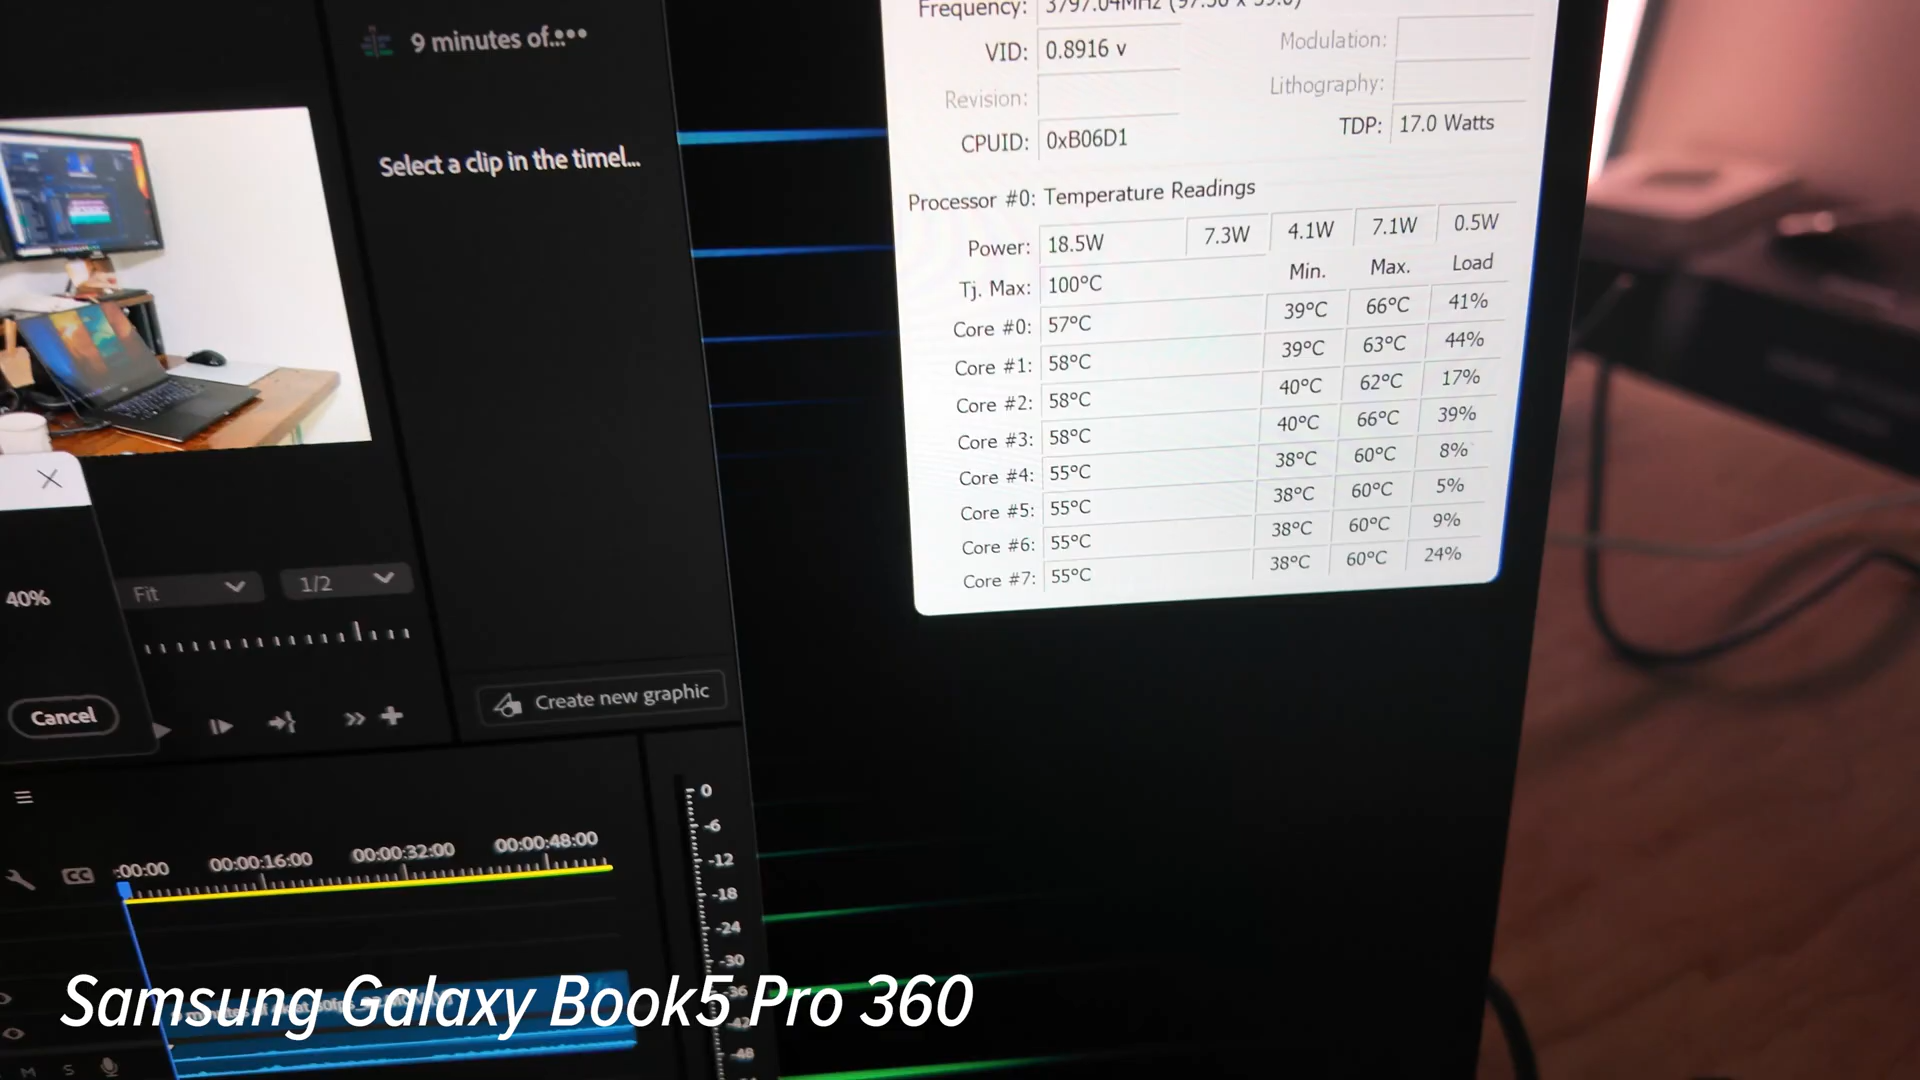 9 minutes of...
Select a clip in the timel...
40%
Fit
1/2
Cancel
Create new graphic
:00:00
00:00:16:00
00:00:32:00
00:00:48:00
0
-6
-12
-18
-24
-30
-36
-42
-48
M S
Frequency:
VID: 0.8916 v
Modulation:
Revision:
Lithography:
CPUID: 0xB06D1
TDP: 17.0 Watts
Processor #0: Temperature Readings
Power: 18.5W 7.3W 4.1W 7.1W 0.5W
Tj. Max: 100°C Min. Max. Load
Core #0: 57°C 39°C 66°C 41%
Core #1: 58°C 39°C 63°C 44%
Core #2: 58°C 40°C 62°C 17%
Core #3: 58°C 40°C 66°C 39%
Core #4: 55°C 38°C 60°C 8%
Core #5: 55°C 38°C 60°C 5%
Core #6: 55°C 38°C 60°C 9%
Core #7: 55°C 38°C 60°C 24%
Samsung Galaxy Book5 Pro 360